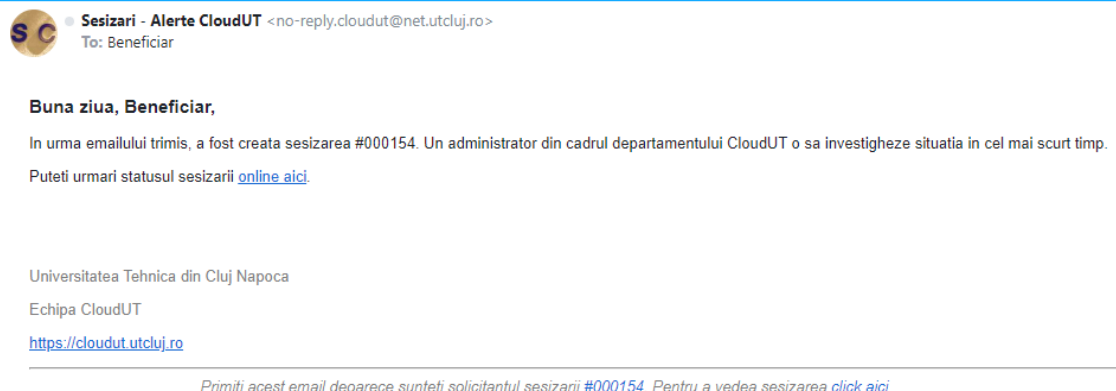 SC
Sesizari - Alerte CloudUT <no-reply.cloudut@net.utcluj.ro>
To: Beneficiar
Buna ziua, Beneficiar,
In urma emailului trimis, a fost creata sesizarea #000154. Un administrator din cadrul departamentului CloudUT o sa investigheze situatia in cel mai scurt timp.
Puteti urmari statusul sesizarii online aici.
Universitatea Tehnica din Cluj Napoca
Echipa CloudUT
https://cloudut.utcluj.ro
Primiti acest email deoarece sunteti solicitantul sesizarii #000154. Pentru a vedea sesizarea click aici